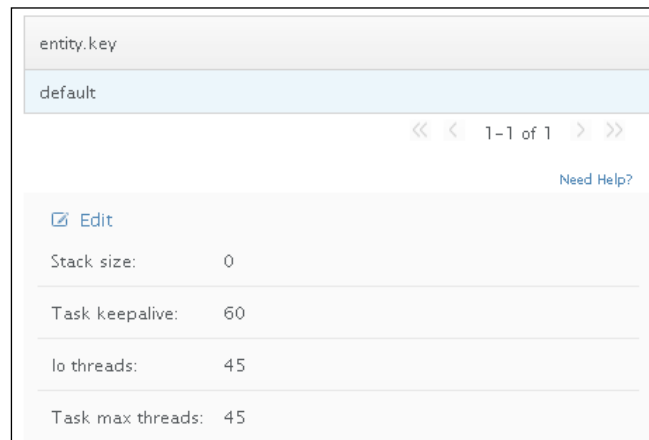 entity.key
default
1-1 of 1
Need Help?
Edit
Stack size: 0
Task keepalive: 60
Io threads: 45
Task max threads: 45